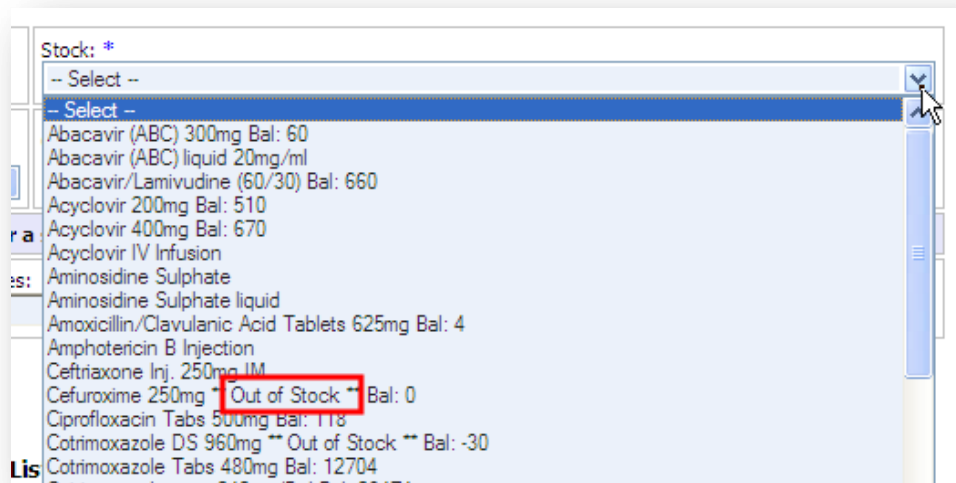 Stock: *
-- Select --
-- Select --
Abacavir (ABC) 300mg Bal: 60
Abacavir (ABC) liquid 20mg/ml
Abacavir/Lamivudine (60/30) Bal: 660
Acyclovir 200mg Bal: 510
Acyclovir 400mg Bal: 670
r a
Acyclovir IV Infusion
es:
Aminosidine Sulphate
Aminosidine Sulphate liquid
Amoxicillin/Clavulanic Acid Tablets 625mg Bal: 4
Amphotericin B Injection
Ceftriaxone Inj. 250mg IM
Cefuroxime 250mg ** Out of Stock ** Bal: 0
Ciprofloxacin Tabs 500mg Bal: 118
Cotrimoxazole DS 960mg ** Out of Stock ** Bal: -30
Lis
Cotrimoxazole Tabs 480mg Bal: 12704